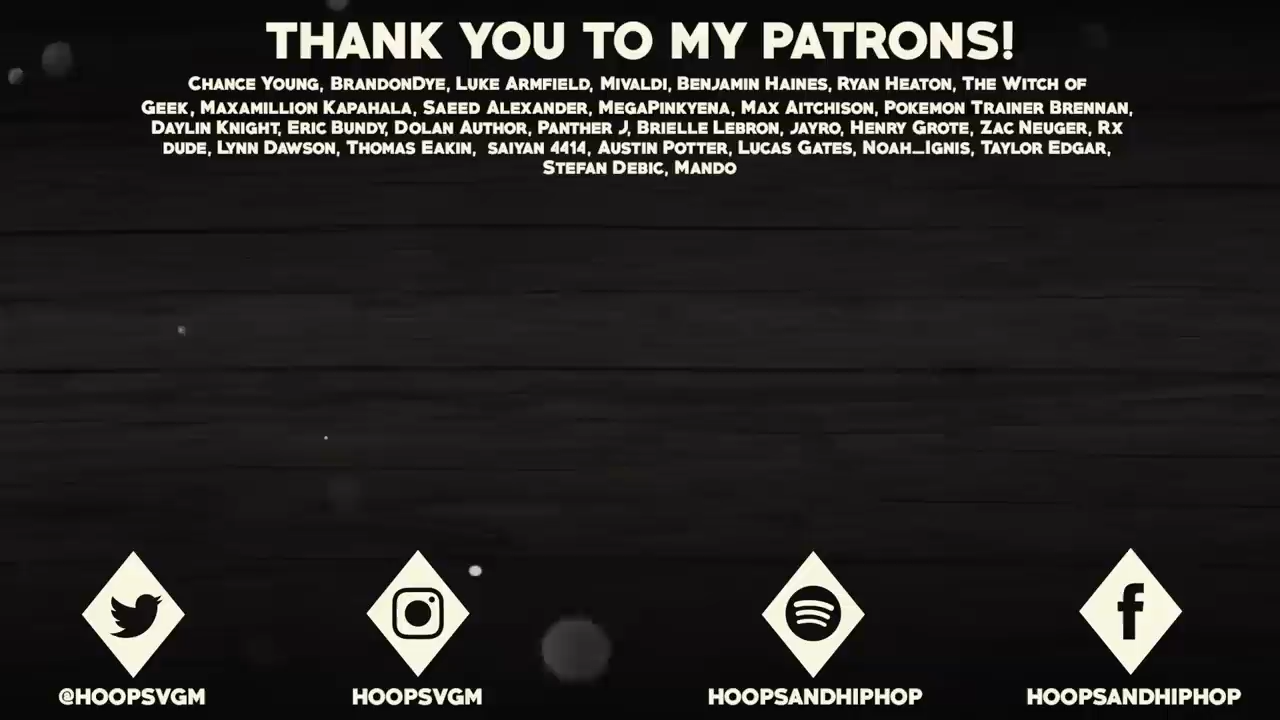 THANK YOU TO MY PATRONS!
Chance Young, BrandonDye, Luke Armfield, Mivaldi, Benjamin Haines, Ryan Heaton, The Witch of
Geek, Maxamillion Kapahala, Saeed Alexander, MegaPinkyena, Max Aitchison, Pokemon Trainer Brennan,
Daylin Knight, Eric Bundy, Dolan Author, Panther J, Brielle Lebron, jayro, Henry Grote, Zac Neuger, Rx
dude, Lynn Dawson, Thomas Eakin, saiyan 4414, Austin Potter, Lucas Gates, Noah_Ignis, Taylor Edgar,
Stefan Debic, Mando
@HOOPSVGM HOOPSVGM HOOPSANDHIPHOP HOOPSANDHIPHOP